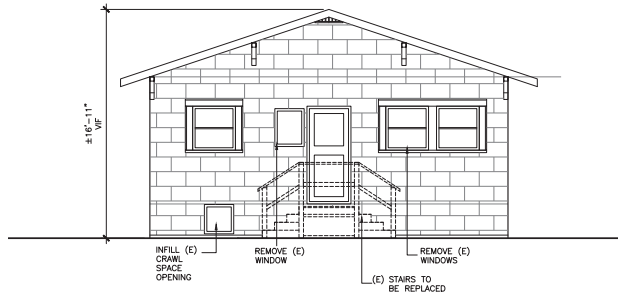 ±16'-11"
VIF
INFILL (E)
CRAWL
SPACE
OPENING
REMOVE (E)
WINDOW
(E) STAIRS TO
BE REPLACED
REMOVE (E)
WINDOWS